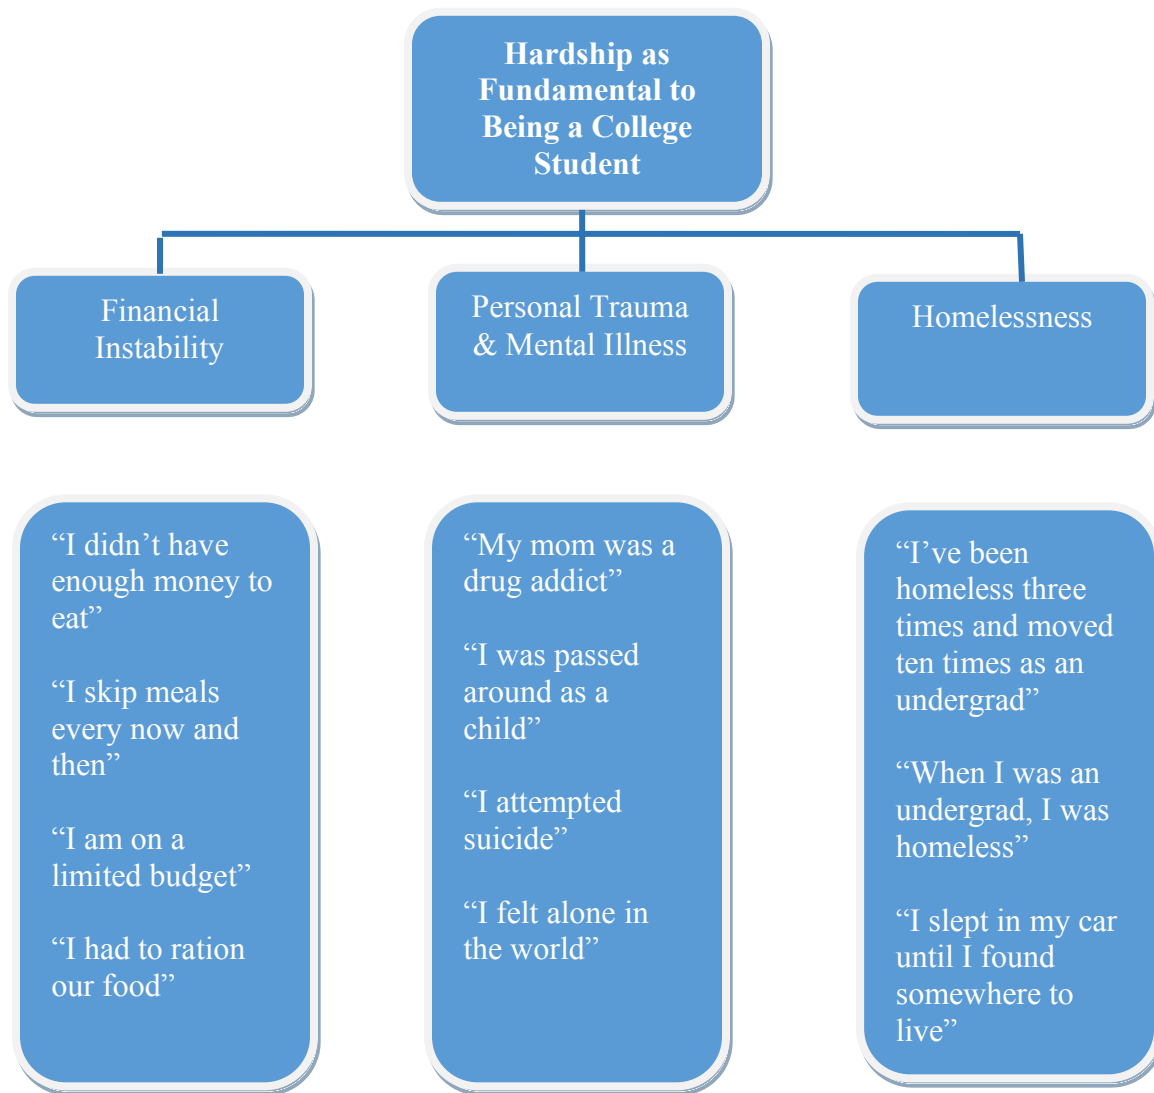 Hardship as
Fundamental to
Being a College
Student
Financial
Instability
Personal Trauma
& Mental Illness
Homelessness
“I didn’t have
enough money to
eat”
“I skip meals
every now and
then”
“I am on a
limited budget”
“I had to ration
our food”
“My mom was a
drug addict”
“I was passed
around as a
child”
“I attempted
suicide”
“I felt alone in
the world”
“I’ve been
homeless three
times and moved
ten times as an
undergrad”
“When I was an
undergrad, I was
homeless”
“I slept in my car
until I found
somewhere to
live”